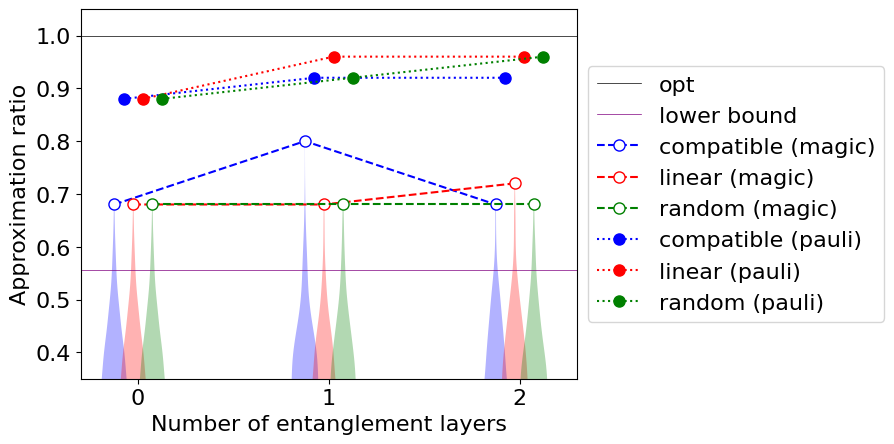 1.0
0.9
0.8
0.7
0.6
0.5
0.4
Approximation ratio
0
1
2
Number of entanglement layers
opt
lower bound
compatible (magic)
linear (magic)
random (magic)
compatible (pauli)
linear (pauli)
random (pauli)